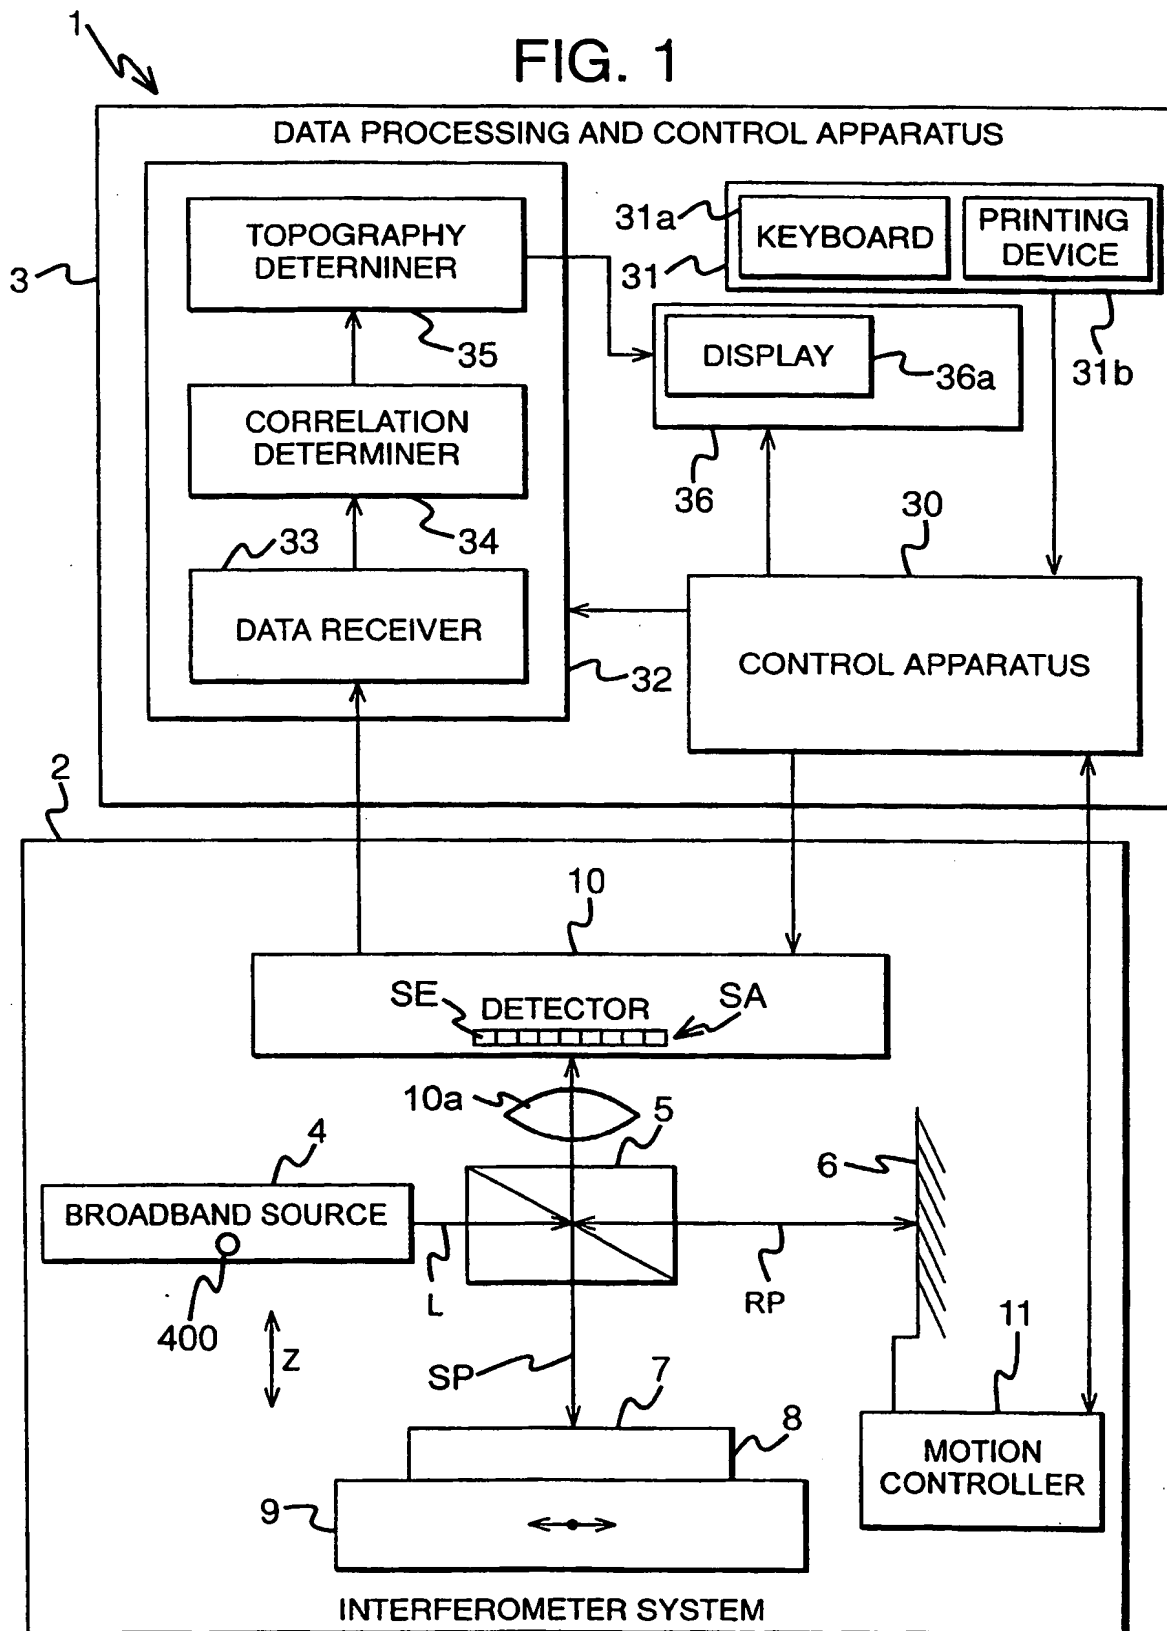 1
FIG. 1
DATA PROCESSING AND CONTROL APPARATUS
3
TOPOGRAPHY
DETERNINER
35
CORRELATION
DETERMINER
34
33
DATA RECEIVER
32
31a
KEYBOARD
PRINTING
DEVICE
31
31b
DISPLAY
36a
36
30
CONTROL APPARATUS
2
10
SE
DETECTOR
SA
10a
5
4
BROADBAND SOURCE
400
L
6
RP
Z
SP
7
8
9
11
MOTION
CONTROLLER
INTERFEROMETER SYSTEM